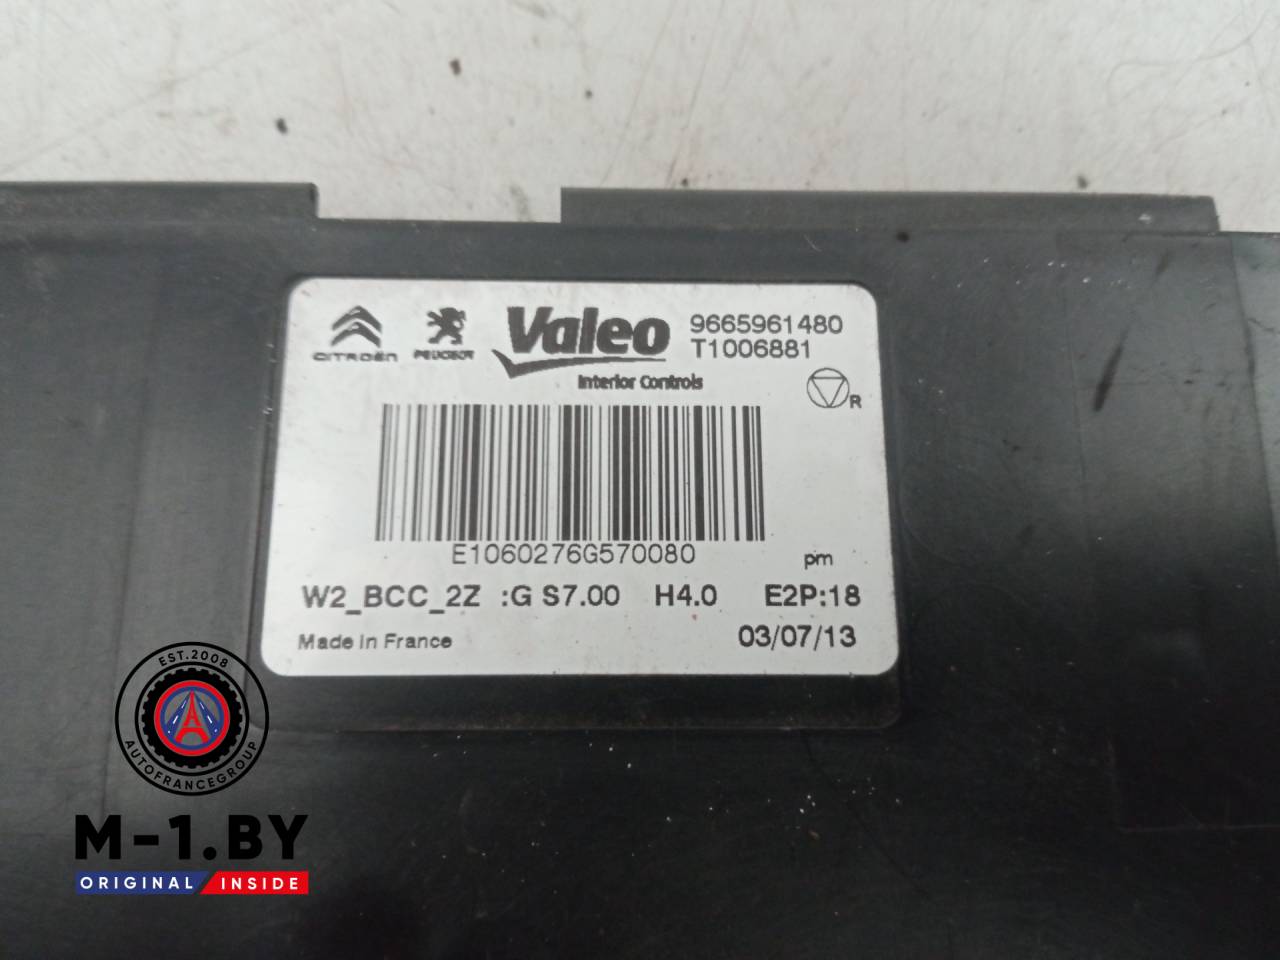 CITROËN PEUGEOT Valeo 9665961480
T1006881
Interior Controls
R
E1060276G570080 pm
W2_BCC_2Z :G S7.00 H4.0 E2P:18
Made in France 03/07/13
EST.2008
AUTOFRANCEGROUP
M-1.BY
ORIGINAL INSIDE